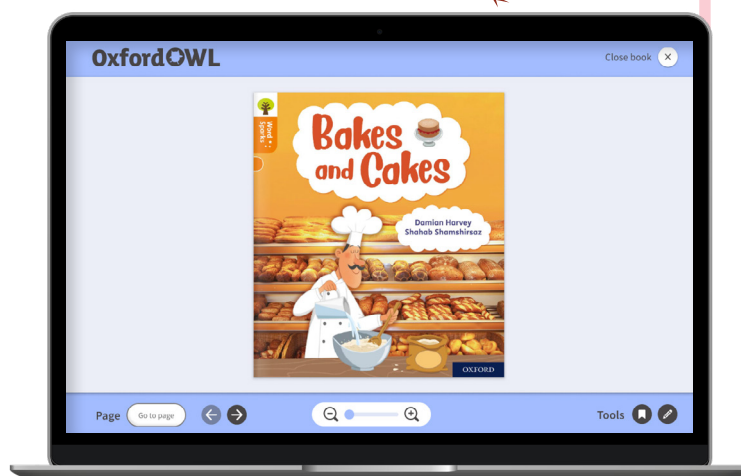 OxfordOWL
Close book
Word
Sparks
Bakes
and Cakes
Damian Harvey
Shahab Shamshirsaz
OXFORD
Page
Go to page
Tools